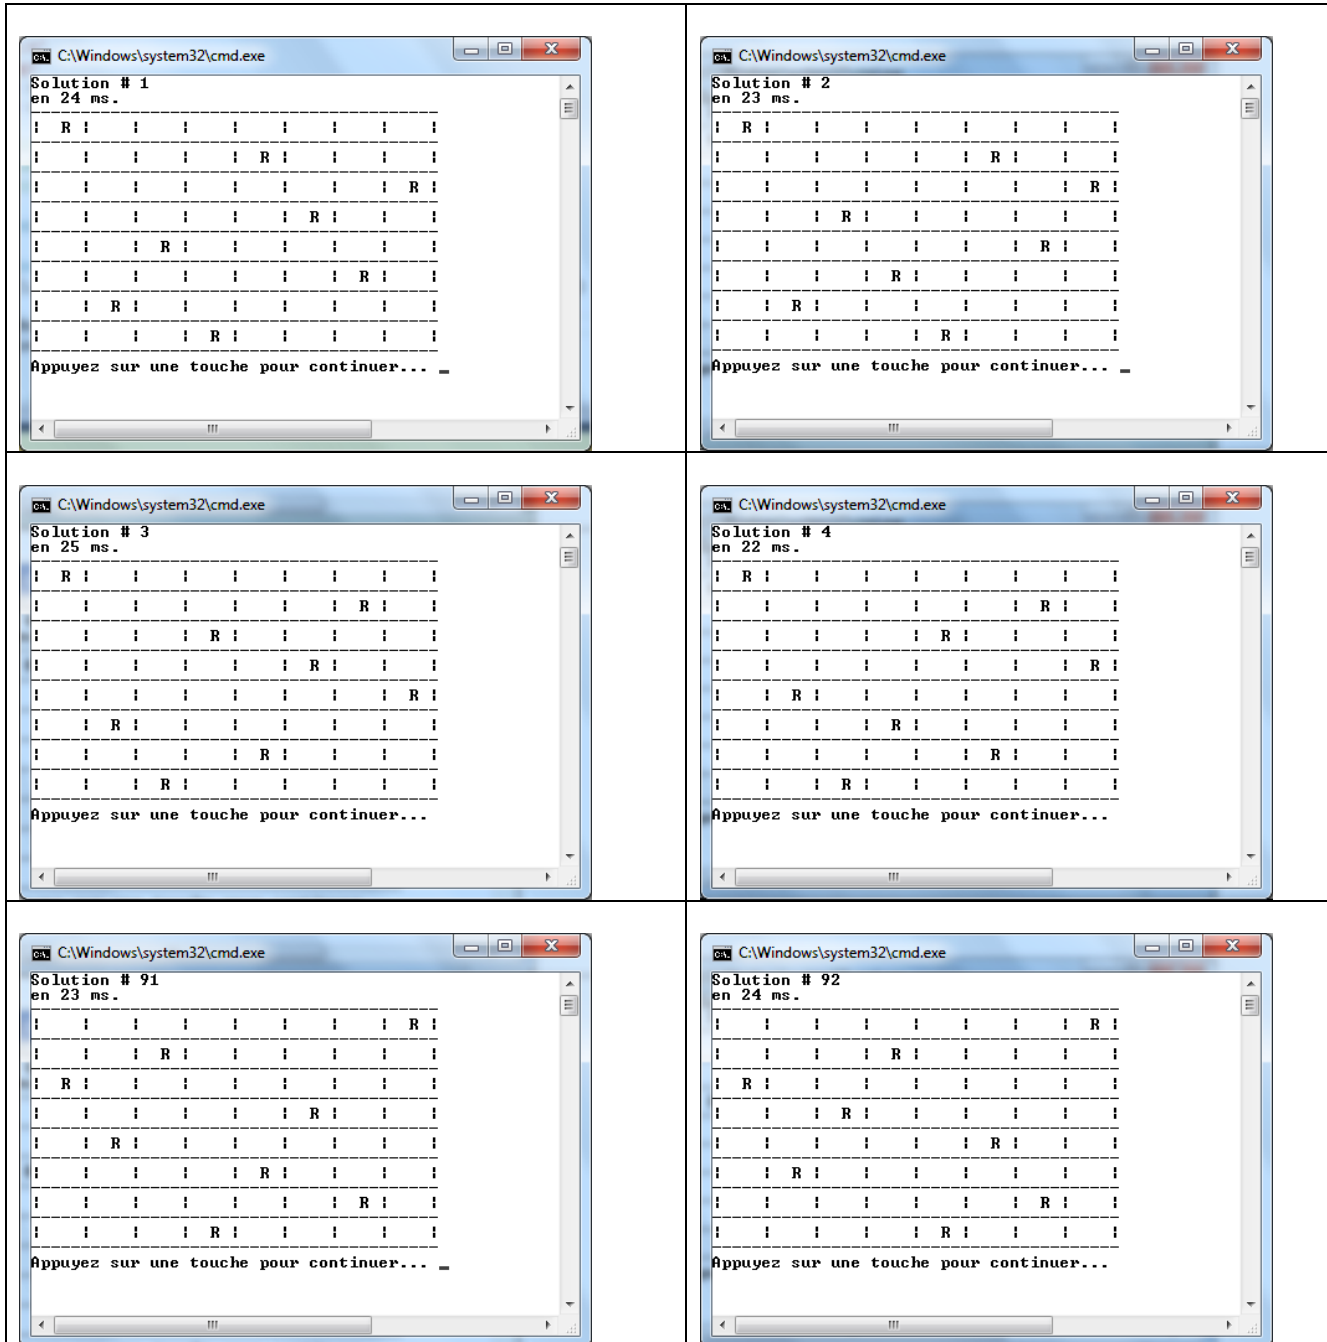 C:\Windows\system32\cmd.exe
Solution # 1
en 24 ms.
¦ R ¦ ¦ ¦ ¦ ¦ ¦ ¦ ¦
¦ ¦ ¦ ¦ ¦ R ¦ ¦ ¦ ¦
¦ ¦ ¦ ¦ ¦ ¦ ¦ ¦ R ¦
¦ ¦ ¦ ¦ ¦ ¦ R ¦ ¦ ¦
¦ ¦ ¦ R ¦ ¦ ¦ ¦ ¦ ¦
¦ ¦ ¦ ¦ ¦ ¦ ¦ R ¦ ¦
¦ ¦ R ¦ ¦ ¦ ¦ ¦ ¦ ¦
¦ ¦ ¦ ¦ R ¦ ¦ ¦ ¦ ¦
Appuyez sur une touche pour continuer... _
C:\Windows\system32\cmd.exe
Solution # 2
en 23 ms.
¦ R ¦ ¦ ¦ ¦ ¦ ¦ ¦ ¦
¦ ¦ ¦ ¦ ¦ ¦ R ¦ ¦ ¦
¦ ¦ ¦ ¦ ¦ ¦ ¦ ¦ R ¦
¦ ¦ ¦ R ¦ ¦ ¦ ¦ ¦ ¦
¦ ¦ ¦ ¦ ¦ ¦ ¦ R ¦ ¦
¦ ¦ ¦ ¦ R ¦ ¦ ¦ ¦ ¦
¦ ¦ R ¦ ¦ ¦ ¦ ¦ ¦ ¦
¦ ¦ ¦ ¦ ¦ R ¦ ¦ ¦ ¦
Appuyez sur une touche pour continuer... _
C:\Windows\system32\cmd.exe
Solution # 3
en 25 ms.
¦ R ¦ ¦ ¦ ¦ ¦ ¦ ¦ ¦
¦ ¦ ¦ ¦ ¦ ¦ ¦ R ¦ ¦
¦ ¦ ¦ ¦ R ¦ ¦ ¦ ¦ ¦
¦ ¦ ¦ ¦ ¦ ¦ R ¦ ¦ ¦
¦ ¦ ¦ ¦ ¦ ¦ ¦ ¦ R ¦
¦ ¦ R ¦ ¦ ¦ ¦ ¦ ¦ ¦
¦ ¦ ¦ ¦ ¦ R ¦ ¦ ¦ ¦
¦ ¦ ¦ R ¦ ¦ ¦ ¦ ¦ ¦
Appuyez sur une touche pour continuer...
C:\Windows\system32\cmd.exe
Solution # 4
en 22 ms.
¦ R ¦ ¦ ¦ ¦ ¦ ¦ ¦ ¦
¦ ¦ ¦ ¦ ¦ ¦ ¦ R ¦ ¦
¦ ¦ ¦ ¦ ¦ R ¦ ¦ ¦ ¦
¦ ¦ ¦ ¦ ¦ ¦ ¦ ¦ R ¦
¦ ¦ R ¦ ¦ ¦ ¦ ¦ ¦ ¦
¦ ¦ ¦ ¦ R ¦ ¦ ¦ ¦ ¦
¦ ¦ ¦ ¦ ¦ ¦ R ¦ ¦ ¦
¦ ¦ ¦ R ¦ ¦ ¦ ¦ ¦ ¦
Appuyez sur une touche pour continuer...
C:\Windows\system32\cmd.exe
Solution # 91
en 23 ms.
¦ ¦ ¦ ¦ ¦ ¦ ¦ ¦ R ¦
¦ ¦ ¦ R ¦ ¦ ¦ ¦ ¦ ¦
¦ R ¦ ¦ ¦ ¦ ¦ ¦ ¦ ¦
¦ ¦ ¦ ¦ ¦ ¦ R ¦ ¦ ¦
¦ ¦ R ¦ ¦ ¦ ¦ ¦ ¦ ¦
¦ ¦ ¦ ¦ ¦ R ¦ ¦ ¦ ¦
¦ ¦ ¦ ¦ ¦ ¦ ¦ R ¦ ¦
¦ ¦ ¦ ¦ R ¦ ¦ ¦ ¦ ¦
Appuyez sur une touche pour continuer... _
C:\Windows\system32\cmd.exe
Solution # 92
en 24 ms.
¦ ¦ ¦ ¦ ¦ ¦ ¦ ¦ R ¦
¦ ¦ ¦ ¦ R ¦ ¦ ¦ ¦ ¦
¦ R ¦ ¦ ¦ ¦ ¦ ¦ ¦ ¦
¦ ¦ ¦ R ¦ ¦ ¦ ¦ ¦ ¦
¦ ¦ ¦ ¦ ¦ ¦ R ¦ ¦ ¦
¦ ¦ R ¦ ¦ ¦ ¦ ¦ ¦ ¦
¦ ¦ ¦ ¦ ¦ ¦ ¦ R ¦ ¦
¦ ¦ ¦ ¦ ¦ R ¦ ¦ ¦ ¦
Appuyez sur une touche pour continuer...